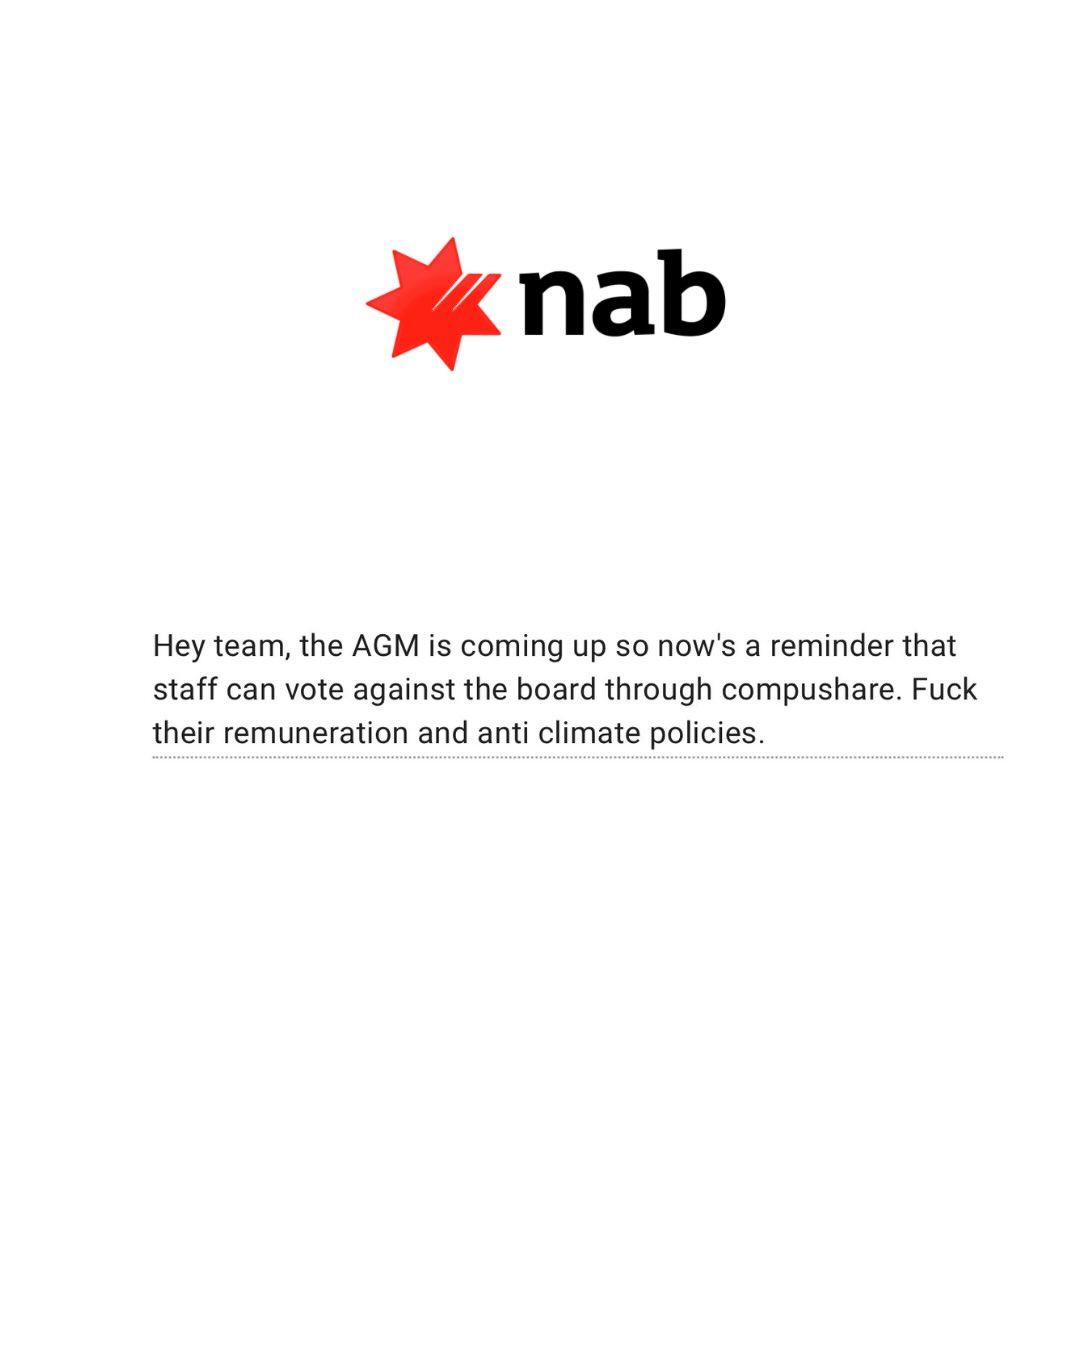 nab
Hey team, the AGM is coming up so now's a reminder that
staff can vote against the board through compushare. Fuck
their remuneration and anti climate policies.